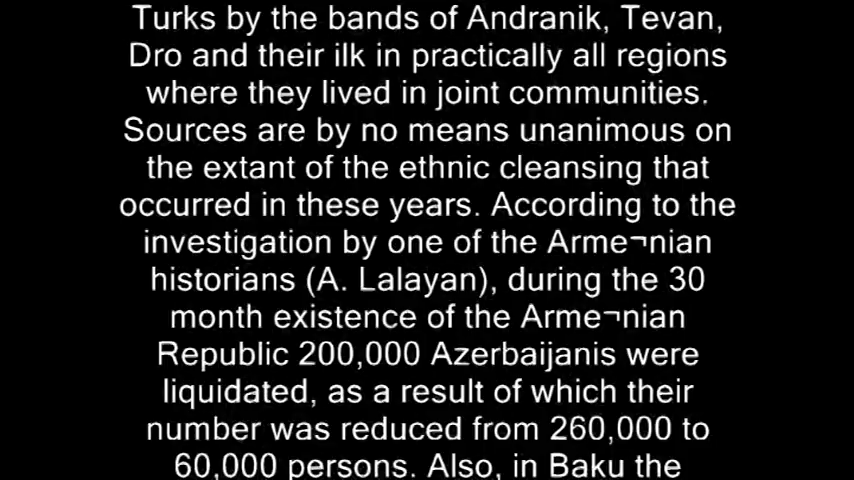 Turks by the bands of Andranik, Tevan,
Dro and their ilk in practically all regions
where they lived in joint communities.
Sources are by no means unanimous on
the extant of the ethnic cleansing that
occurred in these years. According to the
investigation by one of the Arme¬nian
historians (A. Lalayan), during the 30
month existence of the Arme¬nian
Republic 200,000 Azerbaijanis were
liquidated, as a result of which their
number was reduced from 260,000 to
60,000 persons. Also, in Baku the